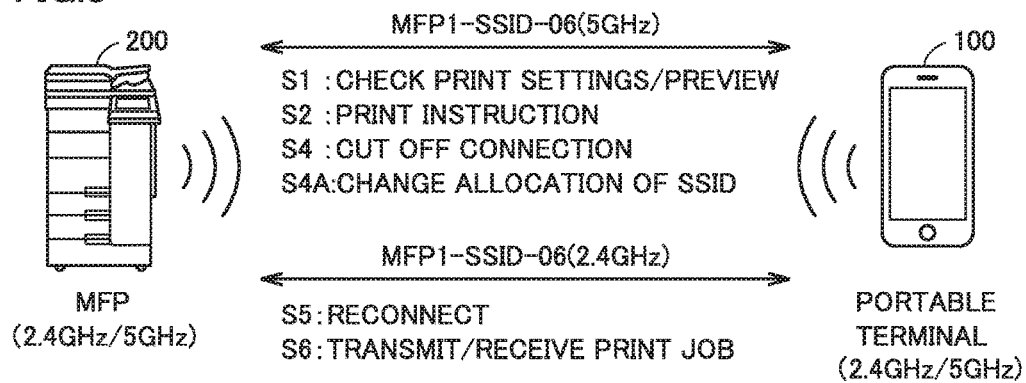 MFP1-SSID-06(5GHz)
200
100
S1 :CHECK PRINT SETTINGS/PREVIEW
S2 :PRINT INSTRUCTION
S4 :CUT OFF CONNECTION
S4A:CHANGE ALLOCATION OF SSID
MFP1-SSID-06(2.4GHz)
S5:RECONNECT
S6:TRANSMIT/RECEIVE PRINT JOB
MFP
(2.4GHz/5GHz)
PORTABLE
TERMINAL
(2.4GHz/5GHz)